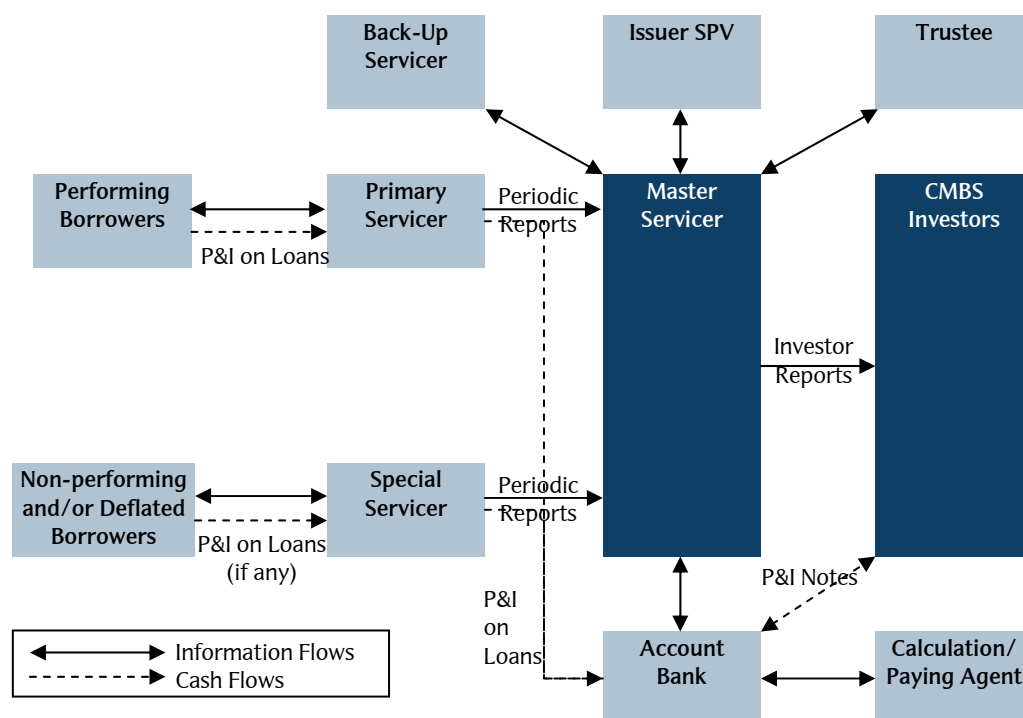 Back-Up
Servicer
Issuer SPV
Trustee
Performing
Borrowers
Primary
Servicer
Periodic
Reports
Master
Servicer
CMBS
Investors
P&I on Loans
Investor
Reports
Non-performing
and/or Deflated
Borrowers
Special
Servicer
Periodic
Reports
P&I on Loans
(if any)
P&I Notes
P&I
on
Loans
Information Flows
Cash Flows
Account
Bank
Calculation/
Paying Agent